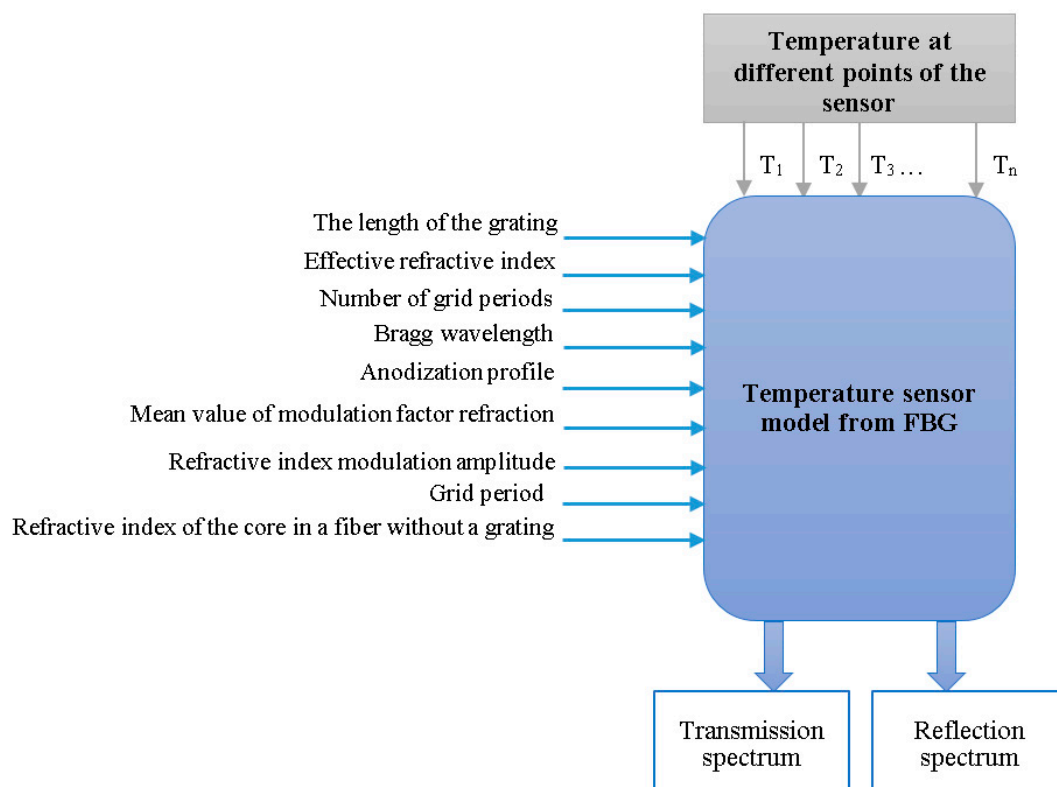 Temperature at
different points of the
sensor
T₁ T₂ T₃ ... Tₙ
The length of the grating
Effective refractive index
Number of grid periods
Bragg wavelength
Anodization profile
Mean value of modulation factor refraction
Refractive index modulation amplitude
Grid period
Refractive index of the core in a fiber without a grating
Temperature sensor
model from FBG
Transmission
spectrum
Reflection
spectrum